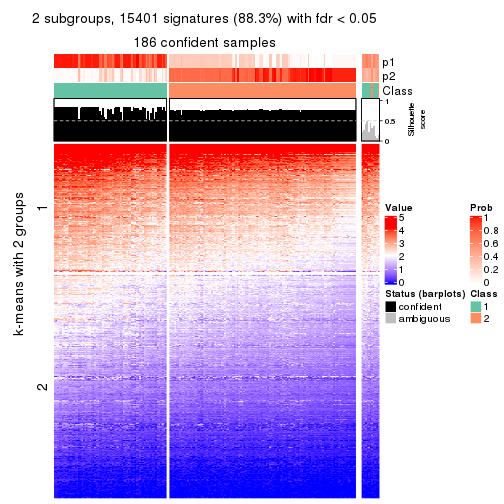 2 subgroups, 15401 signatures (88.3%) with fdr < 0.05
186 confident samples
p1
p2
Class
1
0.5
0
Silhouette
score
k-means with 2 groups
1
2
Value
5
4
3
2
1
0
Prob
1
0.8
0.6
0.4
0.2
0
Status (barplots)
confident
ambiguous
Class
1
2